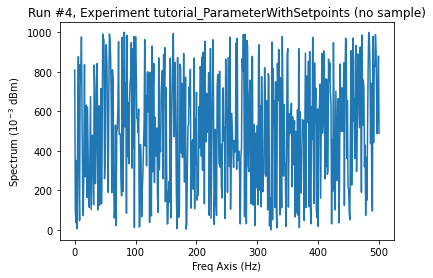 Run #4, Experiment tutorial_ParameterWithSetpoints (no sample)
1000
800
600
400
200
0
Spectrum (10⁻³ dBm)
0 100 200 300 400 500
Freq Axis (Hz)